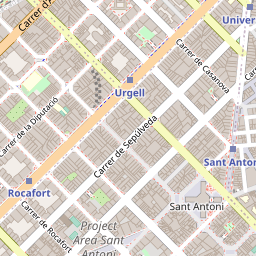 Carrer d'
Univer
Carrer de Casanova
Urgell
Carrer de la Diputació
Carrer de Sepúlveda
Sant Anton
Rocafort
Sant Antoni
Carrer de Rocafort
Project
Area Sant
Antoni